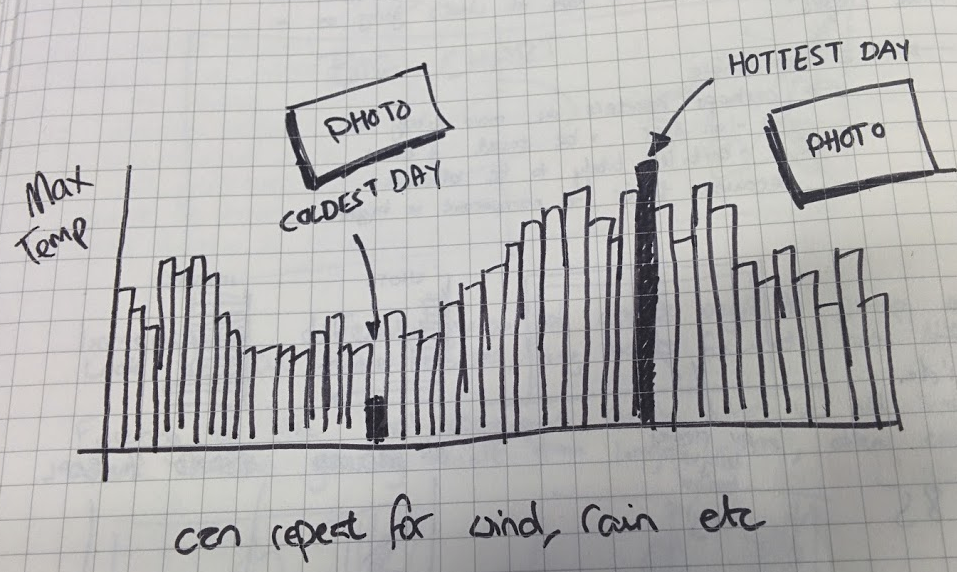 HOTTEST DAY
PHOTO
PHOTO
COLDEST DAY
Max
Temp
can repeat for wind, rain etc